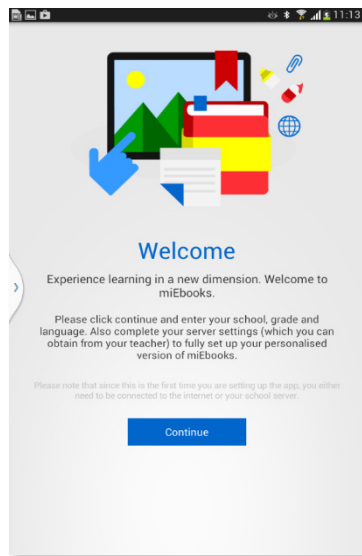 11:13
Welcome
Experience learning in a new dimension. Welcome to
miEbooks.
Please click continue and enter your school, grade and
language. Also complete your server settings (which you can
obtain from your teacher) to fully set up your personalised
version of miEbooks.
Please note that since this is the first time you are setting up the app, you either
need to be connected to the internet or your school server.
Continue